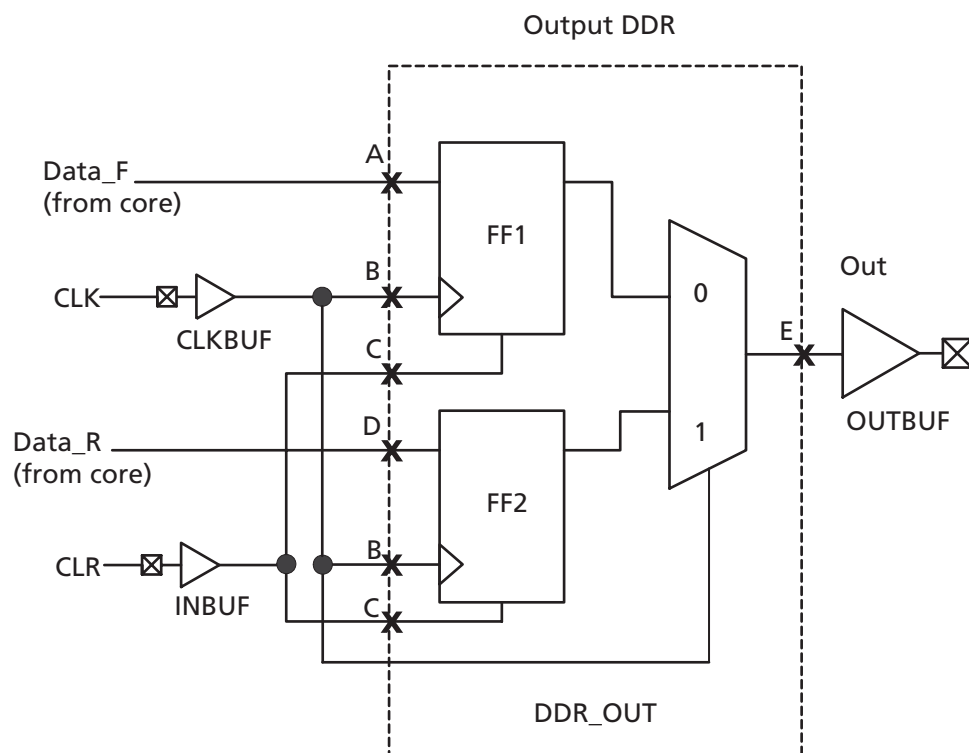 Output DDR
A
Data_F
(from core)
FF1
B
Out
CLK
0
CLKBUF
E
C
OUTBUF
D
1
Data_R
(from core)
FF2
B
CLR
INBUF
C
DDR_OUT